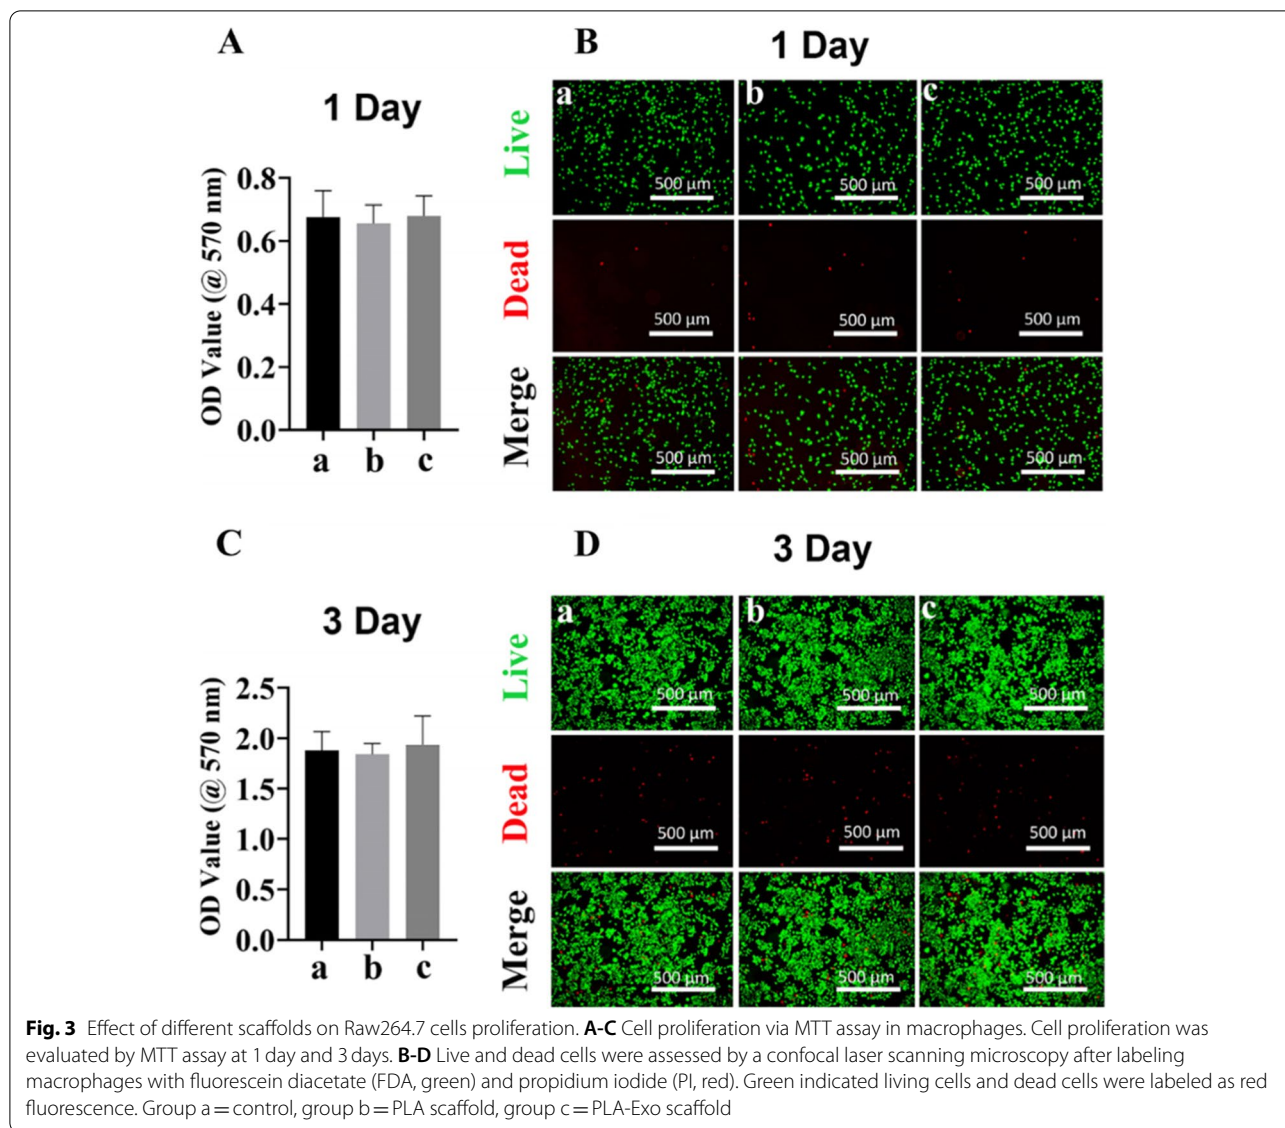 A
1 Day
OD Value (@ 570 nm)
0.8
0.6
0.4
0.2
0.0
a b c
B
1 Day
a b c
Live
500 μm 500 μm 500 μm
Dead
500 μm 500 μm 500 μm
Merge
500 μm 500 μm 500 μm
C
3 Day
OD Value (@ 570 nm)
2.5
2.0
1.5
1.0
0.5
0.0
a b c
D
3 Day
a b c
Live
500 μm 500 μm 500 μm
Dead
500 μm 500 μm 500 μm
Merge
500 μm 500 μm 500 μm
Fig. 3 Effect of different scaffolds on Raw264.7 cells proliferation. A-C Cell proliferation via MTT assay in macrophages. Cell proliferation was
evaluated by MTT assay at 1 day and 3 days. B-D Live and dead cells were assessed by a confocal laser scanning microscopy after labeling
macrophages with fluorescein diacetate (FDA, green) and propidium iodide (PI, red). Green indicated living cells and dead cells were labeled as red
fluorescence. Group a = control, group b = PLA scaffold, group c = PLA-Exo scaffold